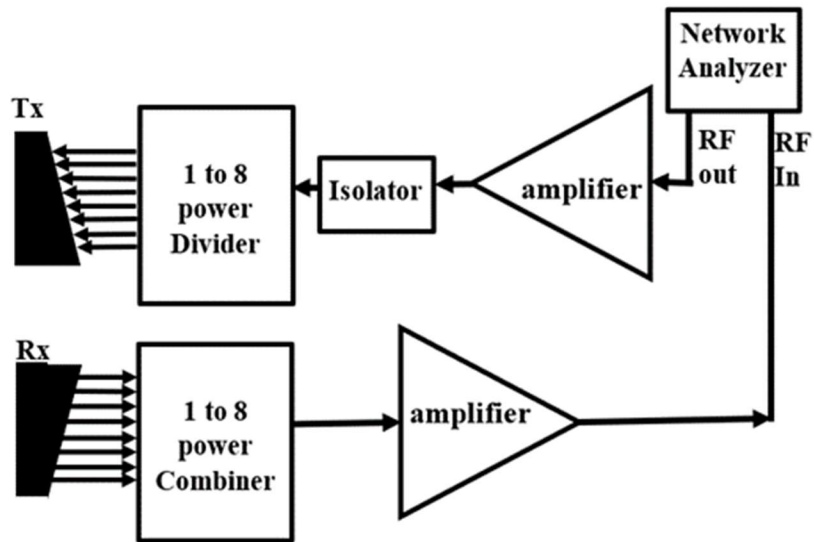 Network
Analyzer
Tx
RF
out
RF
In
1 to 8
power
Divider
Isolator
amplifier
Rx
1 to 8
power
Combiner
amplifier